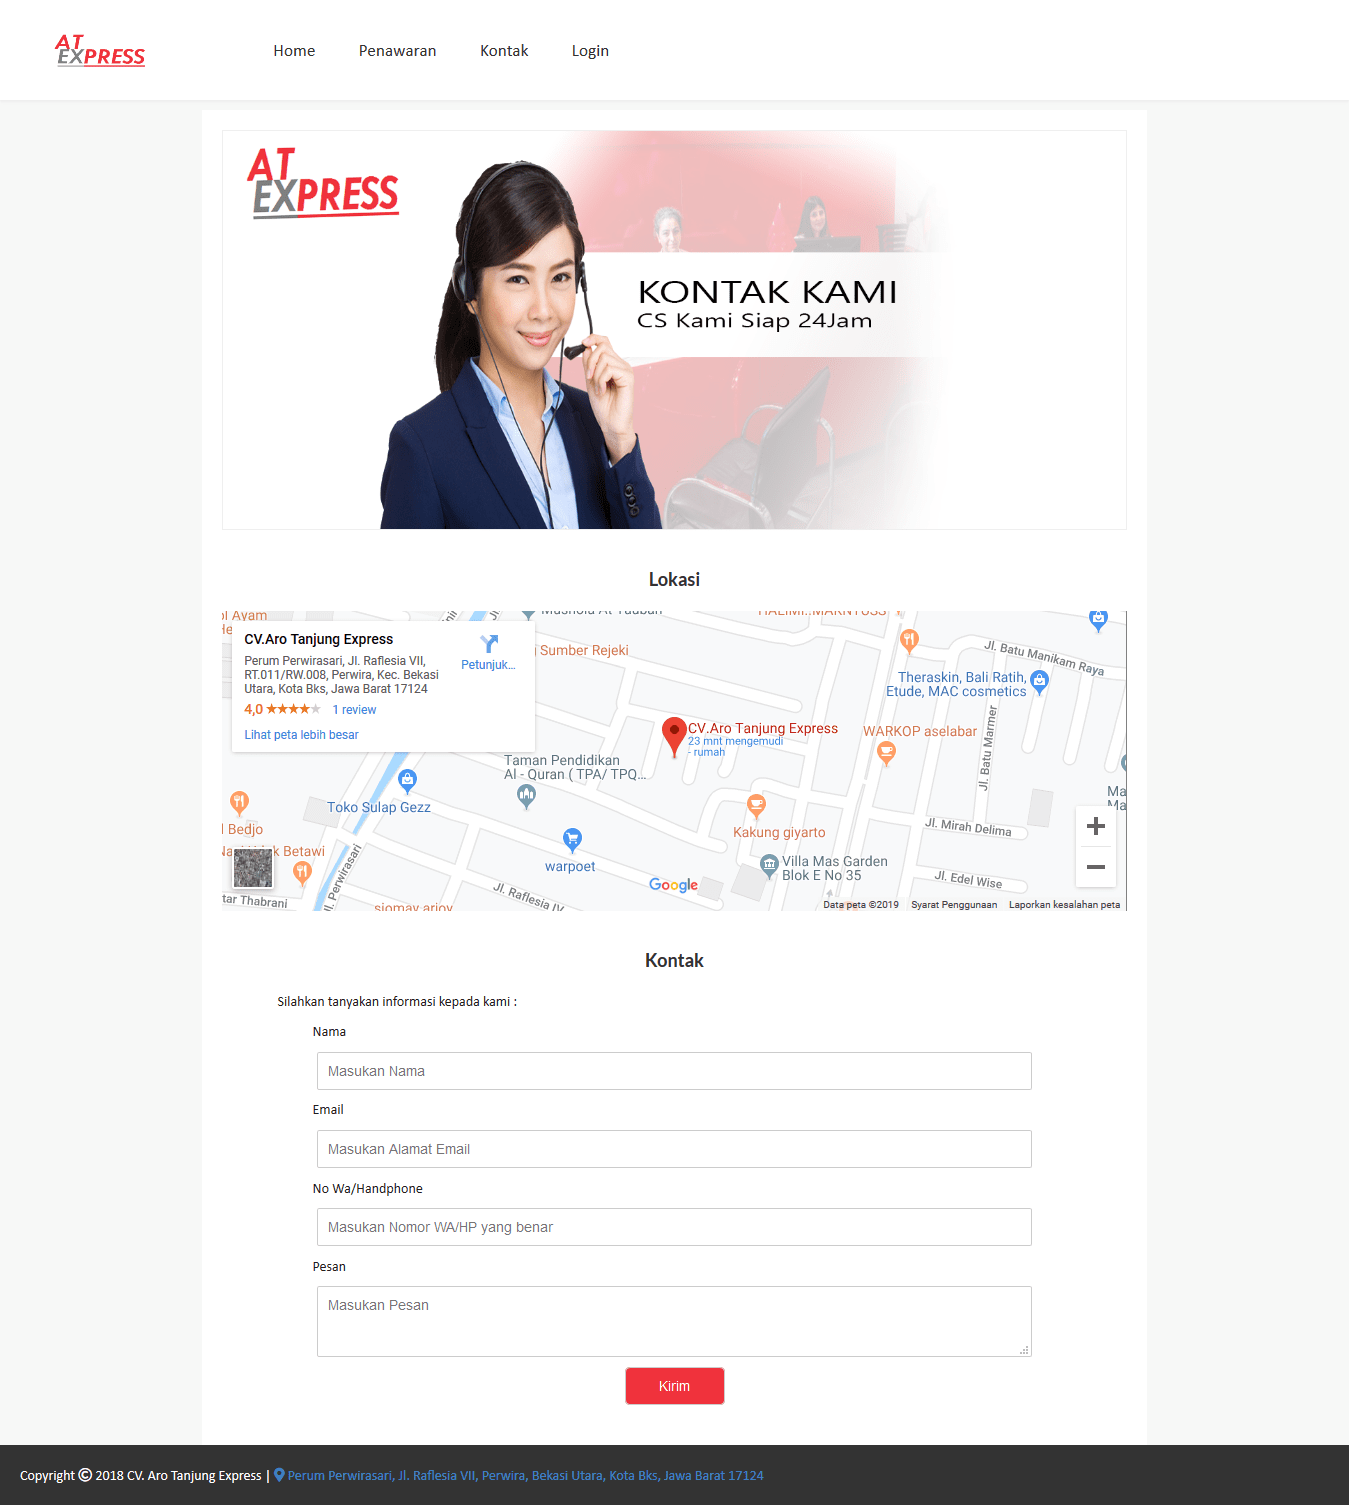 AT
EXPRESS
Home
Penawaran
Kontak
Login
AT
EXPRESS
KONTAK KAMI
CS Kami Siap 24Jam
Lokasi
CV.Aro Tanjung Express
Perum Perwirasari, Jl. Raflesia VII,
RT.011/RW.008, Perwira, Kec. Bekasi
Utara, Kota Bks, Jawa Barat 17124
4,0
1 review
Lihat peta lebih besar
Petunjuk...
Ayam
Sumber Rejeki
Jl. Batu Manikam Raya
Theraskin, Bali Ratih,
Etude, MAC cosmetics
CV.Aro Tanjung Express
23 mnt mengemudi
- rumah
WARKOP aselabar
Jl. Batu Marmer
Taman Pendidikan
Al - Quran ( TPA/ TPQ...
Toko Sulap Gezz
Bedjo
Ma
Kakung giyarto
Jl. Mirah Delima
Betawi
warpoet
Villa Mas Garden
Blok E No 35
Jl. Perwirasari
Google
Jl. Edel Wise
Jl. Raflesia IV
tar Thabrani
siomay arjoy
Data peta ©2019
Syarat Penggunaan
Laporkan kesalahan peta
Kontak
Silahkan tanyakan informasi kepada kami :
Nama
Masukan Nama
Email
Masukan Alamat Email
No Wa/Handphone
Masukan Nomor WA/HP yang benar
Pesan
Masukan Pesan
Kirim
Copyright © 2018 CV. Aro Tanjung Express | Perum Perwirasari, Jl. Raflesia VII, Perwira, Bekasi Utara, Kota Bks, Jawa Barat 17124